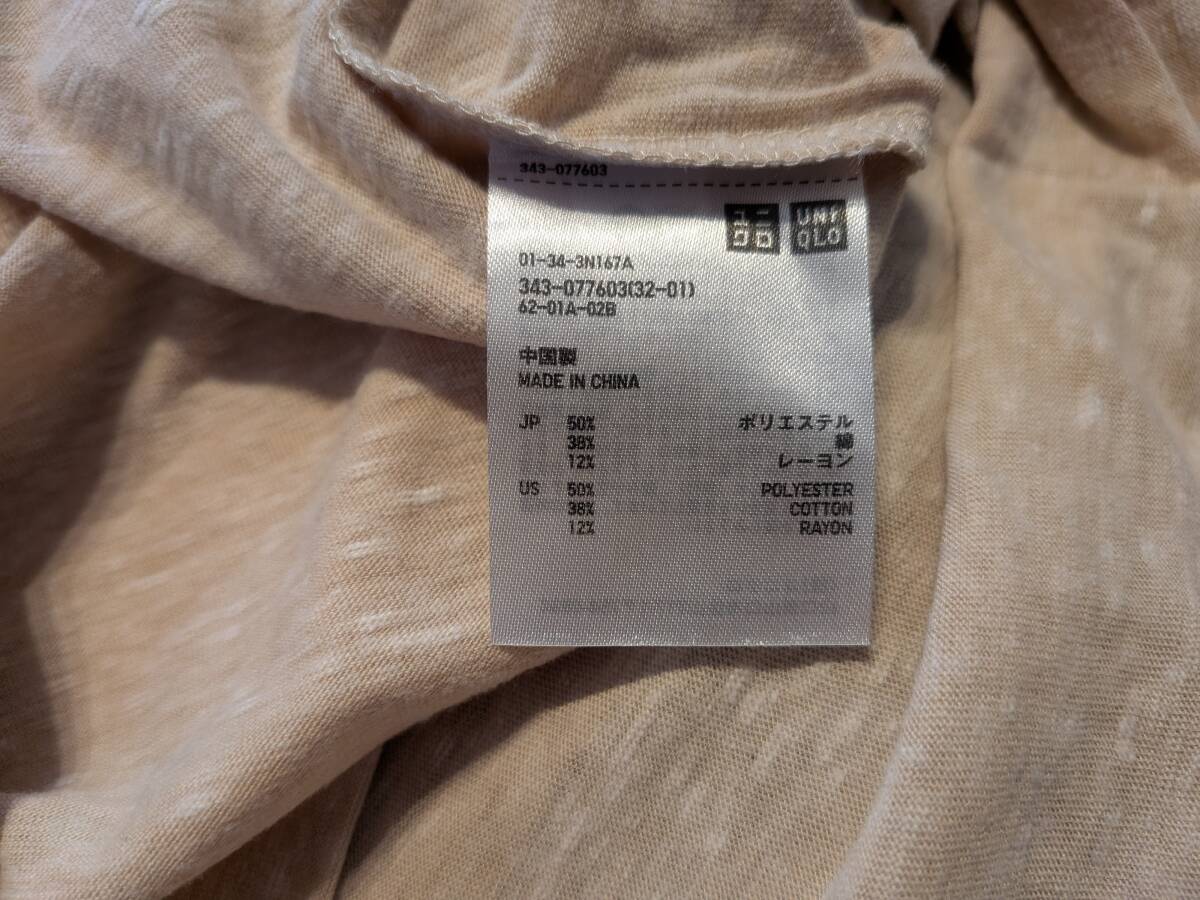 343-077603
ユニ UNI
クロ QLO
01-34-3N167A
343-077603(32-01)
62-01A-02B
中国製
MADE IN CHINA
JP 50% ポリエステル
38% 綿
12% レーヨン
US 50% POLYESTER
38% COTTON
12% RAYON